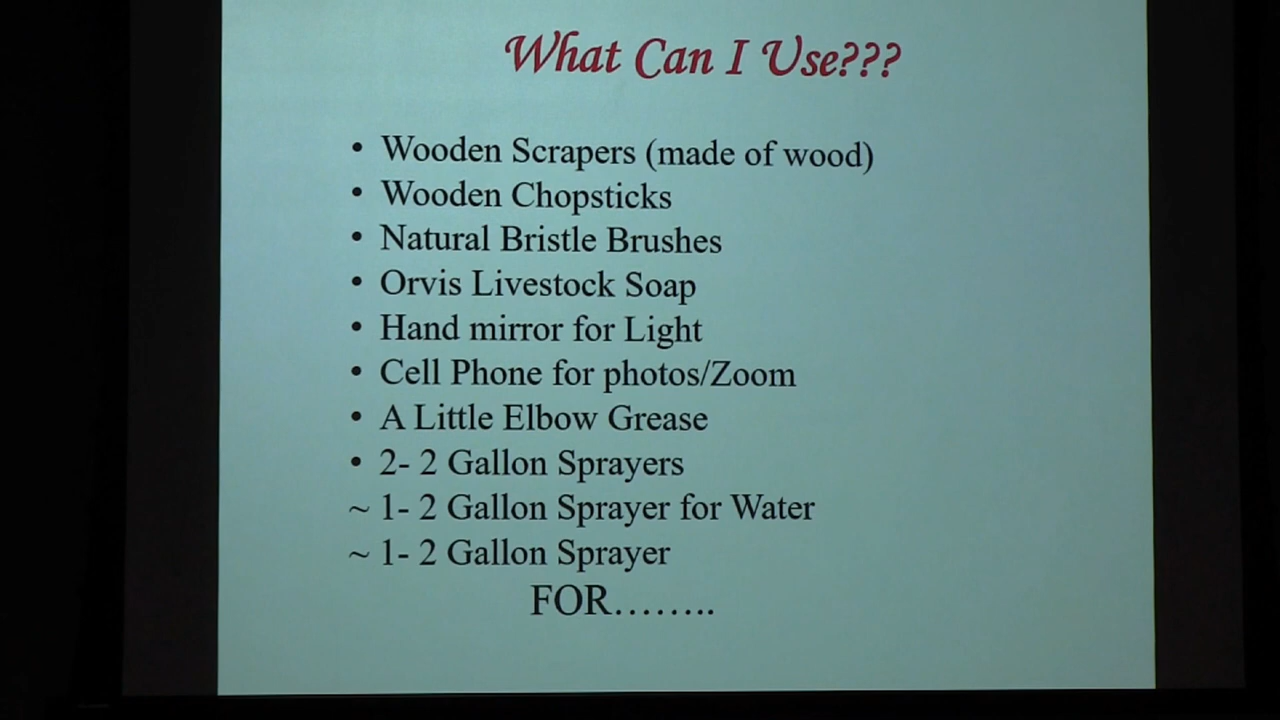 What Can I Use???
• Wooden Scrapers (made of wood)
• Wooden Chopsticks
• Natural Bristle Brushes
• Orvis Livestock Soap
• Hand mirror for Light
• Cell Phone for photos/Zoom
• A Little Elbow Grease
• 2- 2 Gallon Sprayers
~ 1- 2 Gallon Sprayer for Water
~ 1- 2 Gallon Sprayer
FOR........